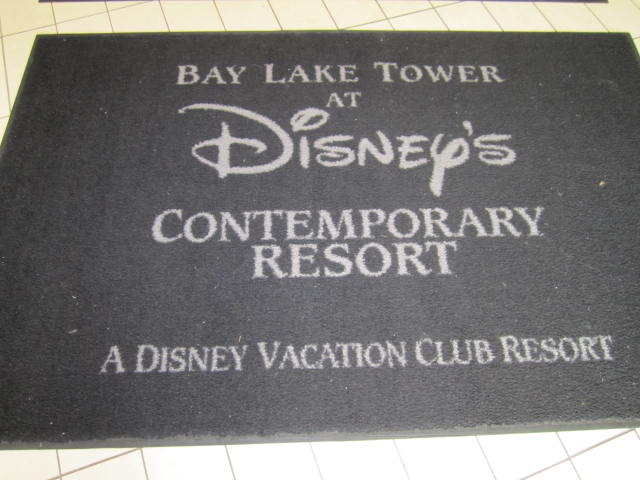 BAY LAKE TOWER
AT
DISNEY'S
CONTEMPORARY
RESORT
A DISNEY VACATION CLUB RESORT